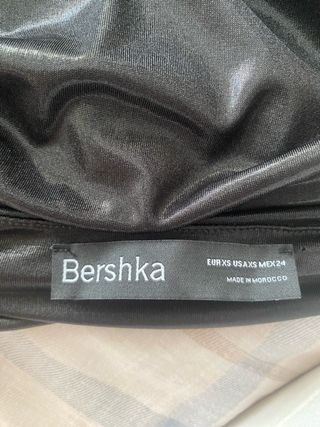 Bershka
EUR XS USA XS MEX 24
MADE IN MOROCCO